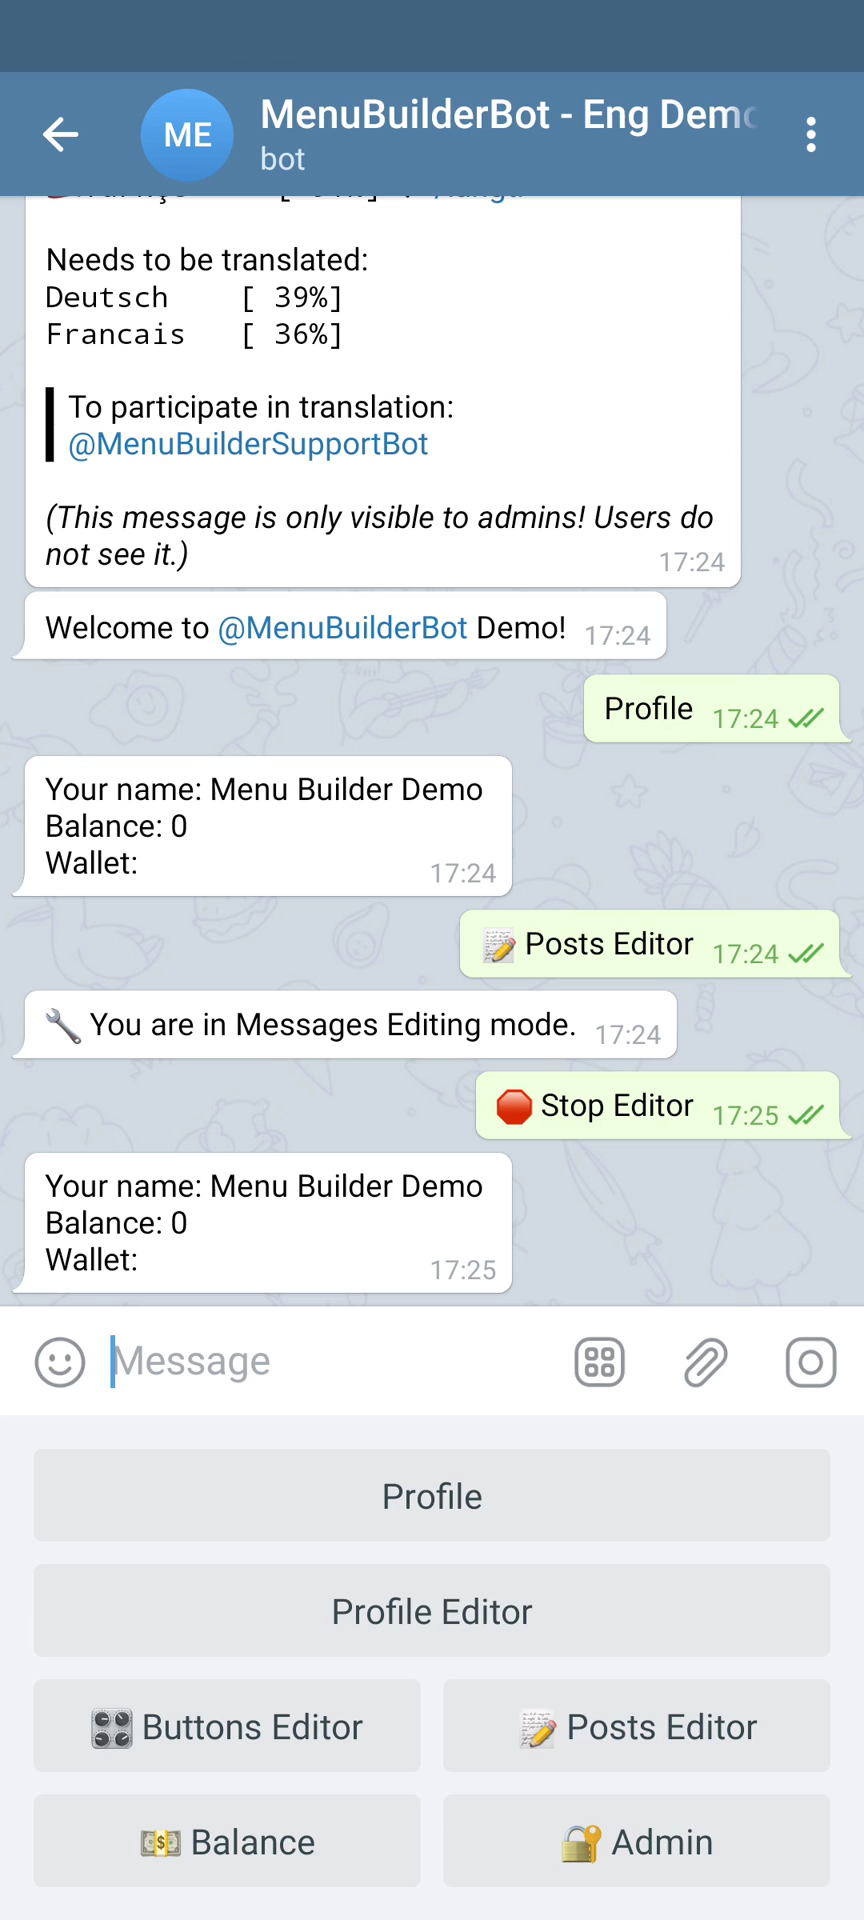 ME
MenuBuilderBot - Eng Demo
bot
Needs to be translated:
Deutsch [ 39%]
Francais [ 36%]
To participate in translation:
@MenuBuilderSupportBot
(This message is only visible to admins! Users do
not see it.)
17:24
Welcome to @MenuBuilderBot Demo! 17:24
Profile 17:24
Your name: Menu Builder Demo
Balance: 0
Wallet:
17:24
Posts Editor 17:24
You are in Messages Editing mode. 17:24
Stop Editor 17:25
Your name: Menu Builder Demo
Balance: 0
Wallet:
17:25
Message
Profile
Profile Editor
Buttons Editor
Posts Editor
Balance
Admin